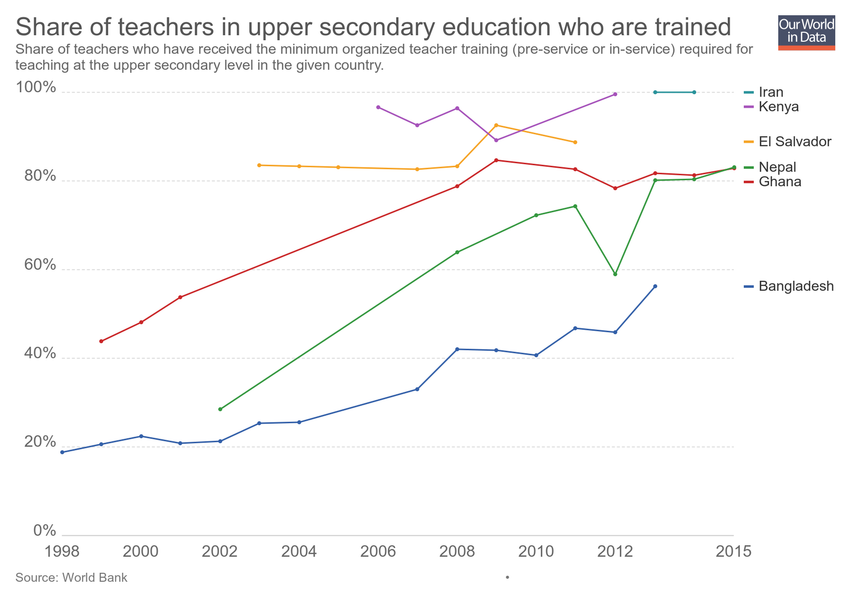 Share of teachers in upper secondary education who are trained
Our World
in Data
Share of teachers who have received the minimum organized teacher training (pre-service or in-service) required for
teaching at the upper secondary level in the given country.
100%
80%
60%
40%
20%
0%
Iran
Kenya
El Salvador
Nepal
Ghana
Bangladesh
1998 2000 2002 2004 2006 2008 2010 2012 2015
Source: World Bank